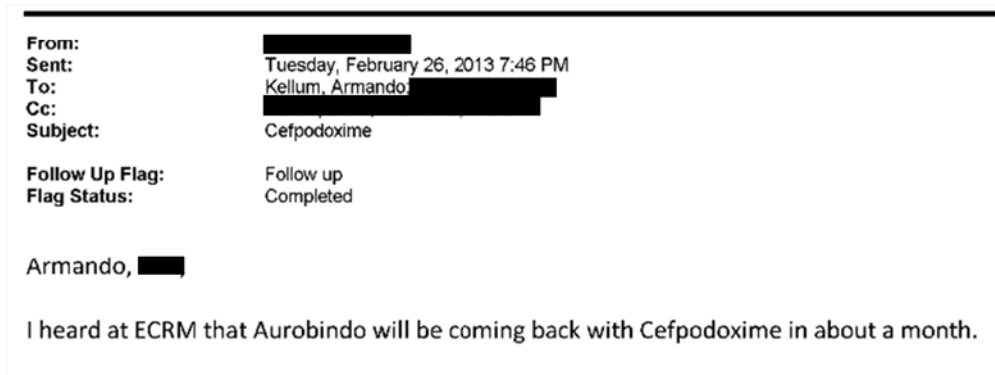 From:
Sent: Tuesday, February 26, 2013 7:46 PM
To: Kellum, Armando;
Cc:
Subject: Cefpodoxime
Follow Up Flag: Follow up
Flag Status: Completed
Armando, ,
I heard at ECRM that Aurobindo will be coming back with Cefpodoxime in about a month.